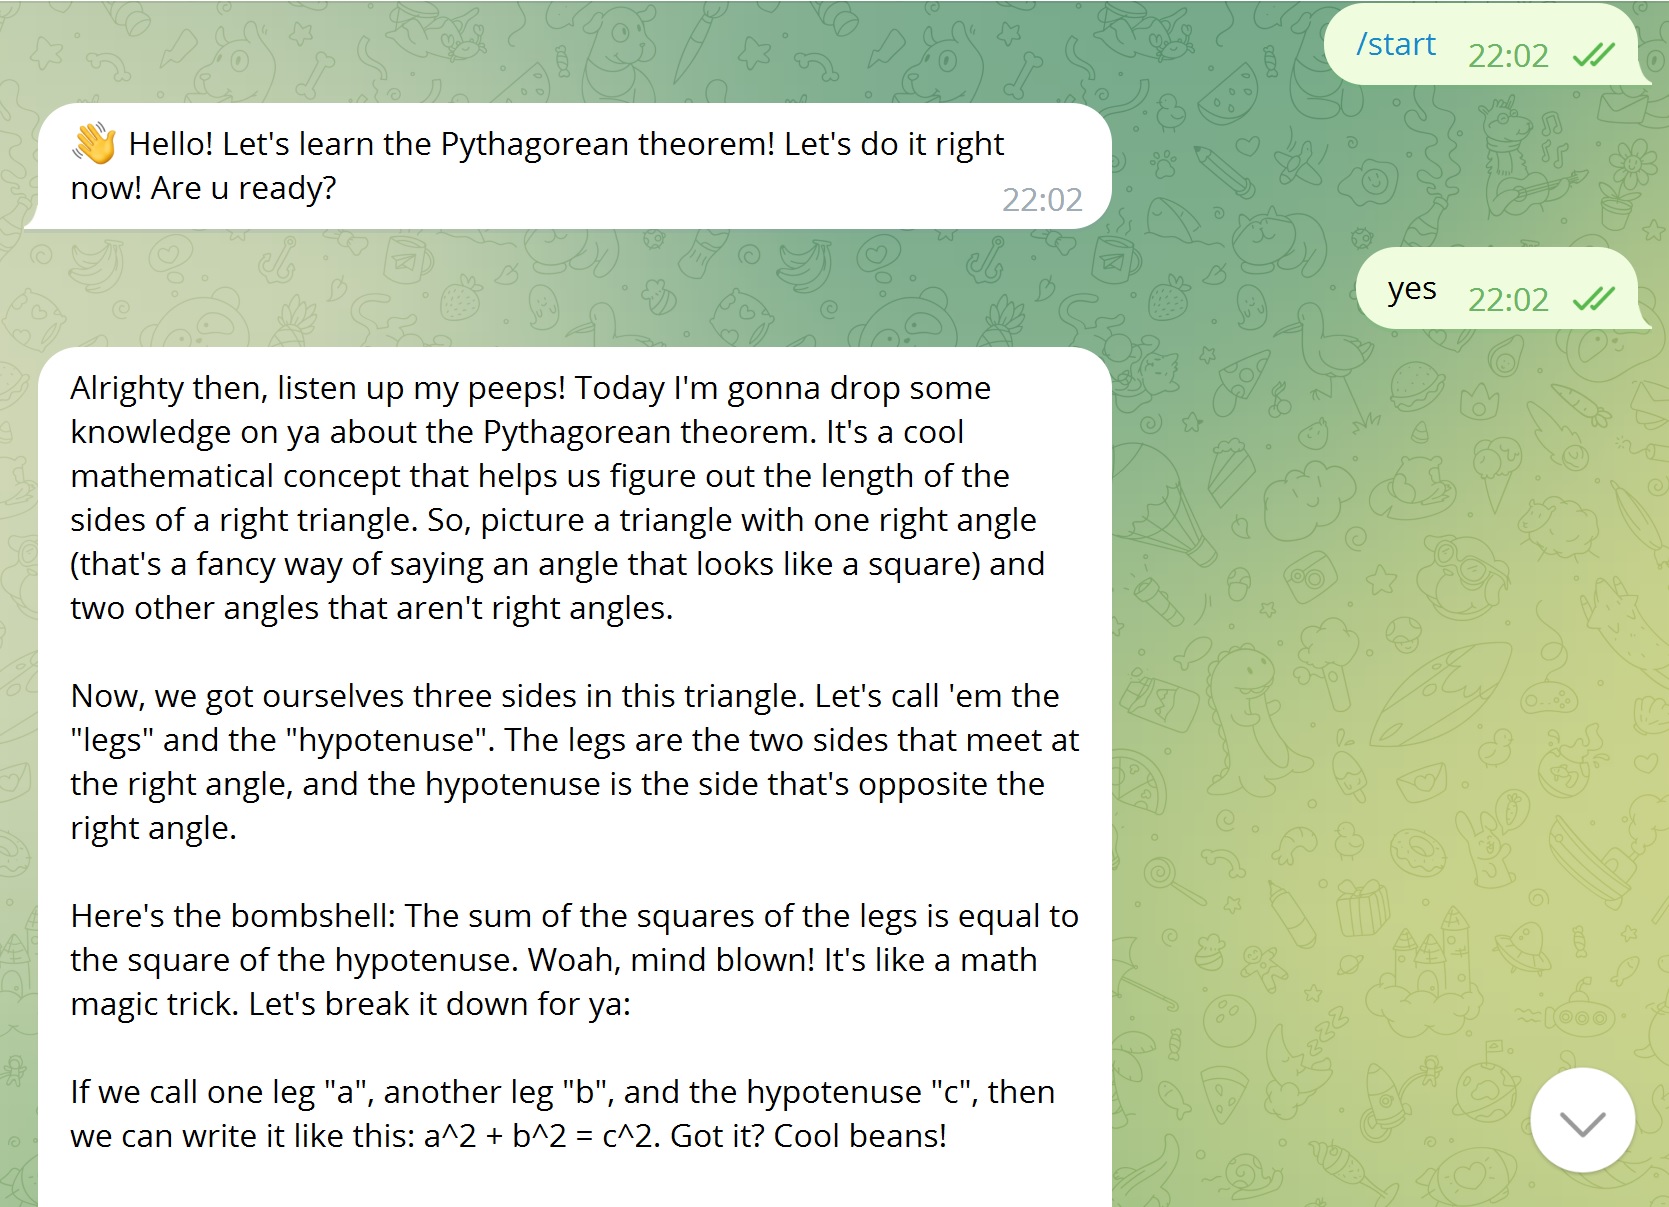 /start 22:02
👋 Hello! Let's learn the Pythagorean theorem! Let's do it right
now! Are u ready?
22:02
yes 22:02
Alrighty then, listen up my peeps! Today I'm gonna drop some
knowledge on ya about the Pythagorean theorem. It's a cool
mathematical concept that helps us figure out the length of the
sides of a right triangle. So, picture a triangle with one right angle
(that's a fancy way of saying an angle that looks like a square) and
two other angles that aren't right angles.
Now, we got ourselves three sides in this triangle. Let's call 'em the
"legs" and the "hypotenuse". The legs are the two sides that meet at
the right angle, and the hypotenuse is the side that's opposite the
right angle.
Here's the bombshell: The sum of the squares of the legs is equal to
the square of the hypotenuse. Woah, mind blown! It's like a math
magic trick. Let's break it down for ya:
If we call one leg "a", another leg "b", and the hypotenuse "c", then
we can write it like this: a^2 + b^2 = c^2. Got it? Cool beans!